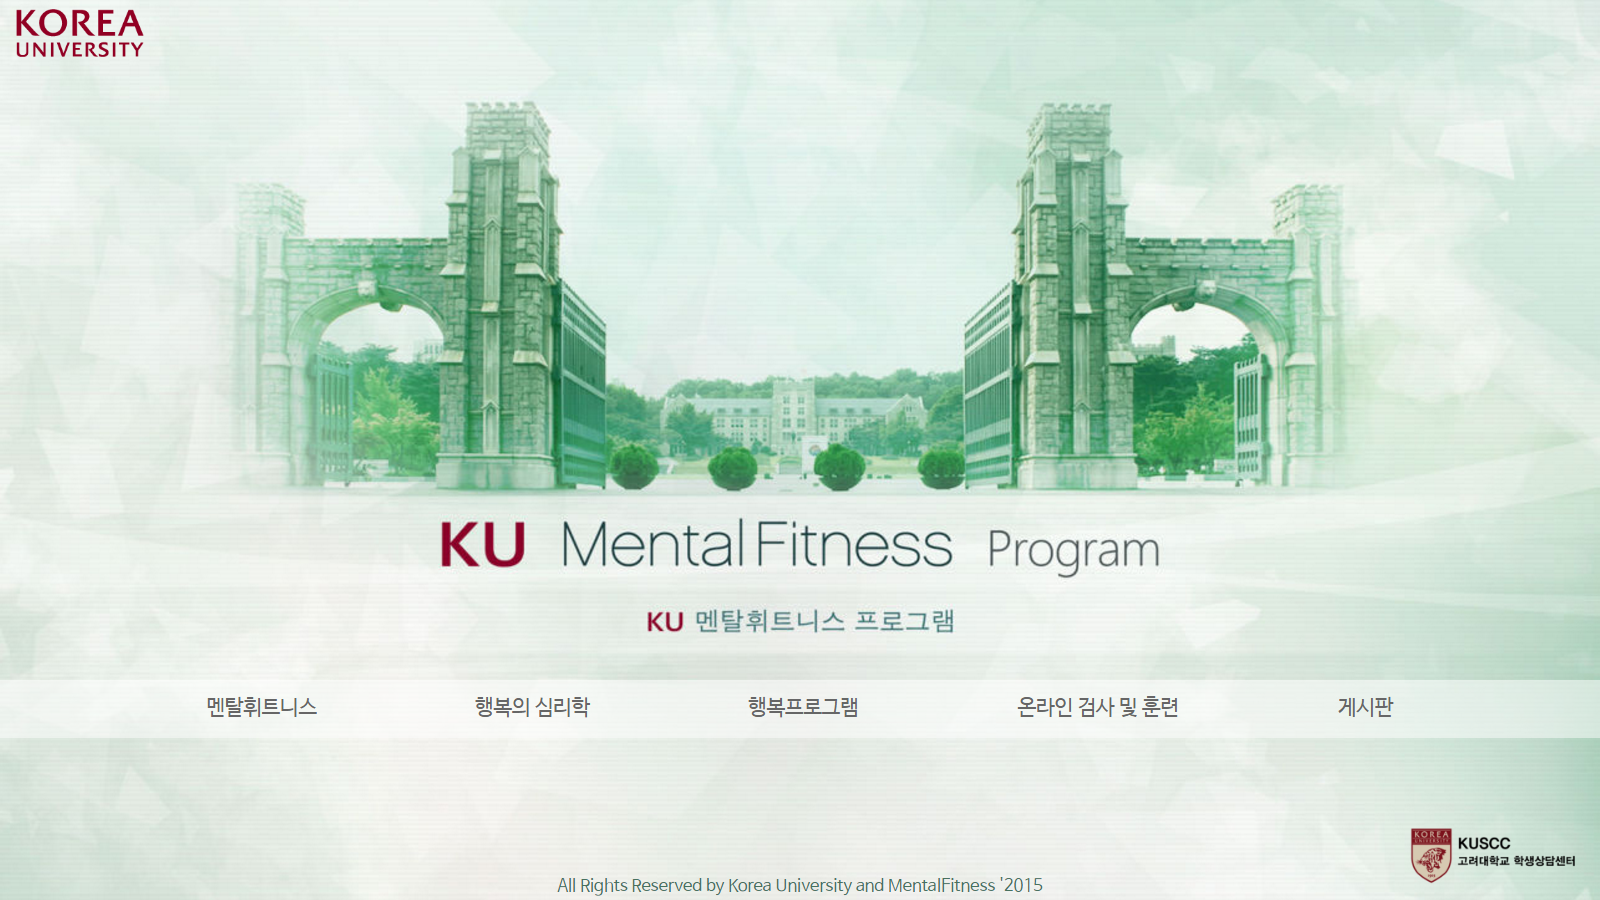 KOREA
UNIVERSITY
KU Mental Fitness Program
KU 멘탈휘트니스 프로그램
멘탈휘트니스 행복의 심리학 행복프로그램 온라인 검사 및 훈련 게시판
KOREA
UNIVERSITY
KUSCC
고려대학교 학생상담센터
All Rights Reserved by Korea University and MentalFitness '2015